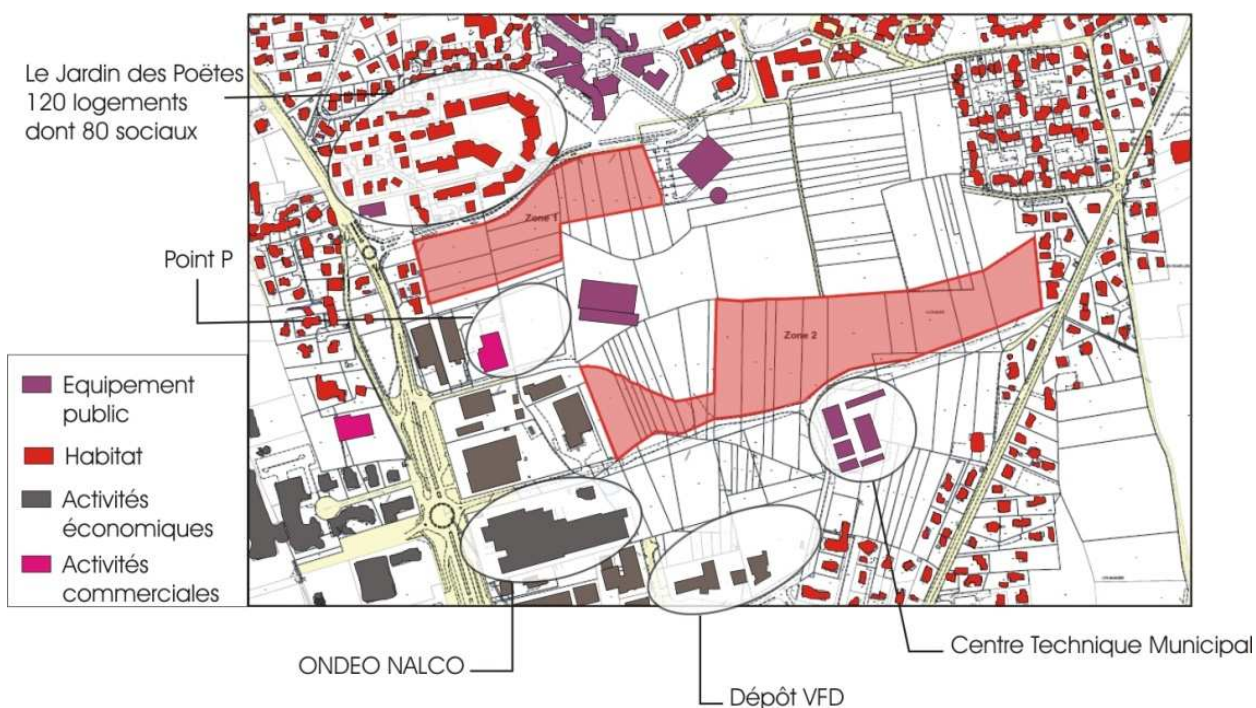 Le Jardin des Poëtes
120 logements
dont 80 sociaux
Zone 1
Point P
Zone 2
Equipement
public
Habitat
Activités
économiques
Activités
commerciales
ONDEO NALCO
Centre Technique Municipal
Dépôt VFD